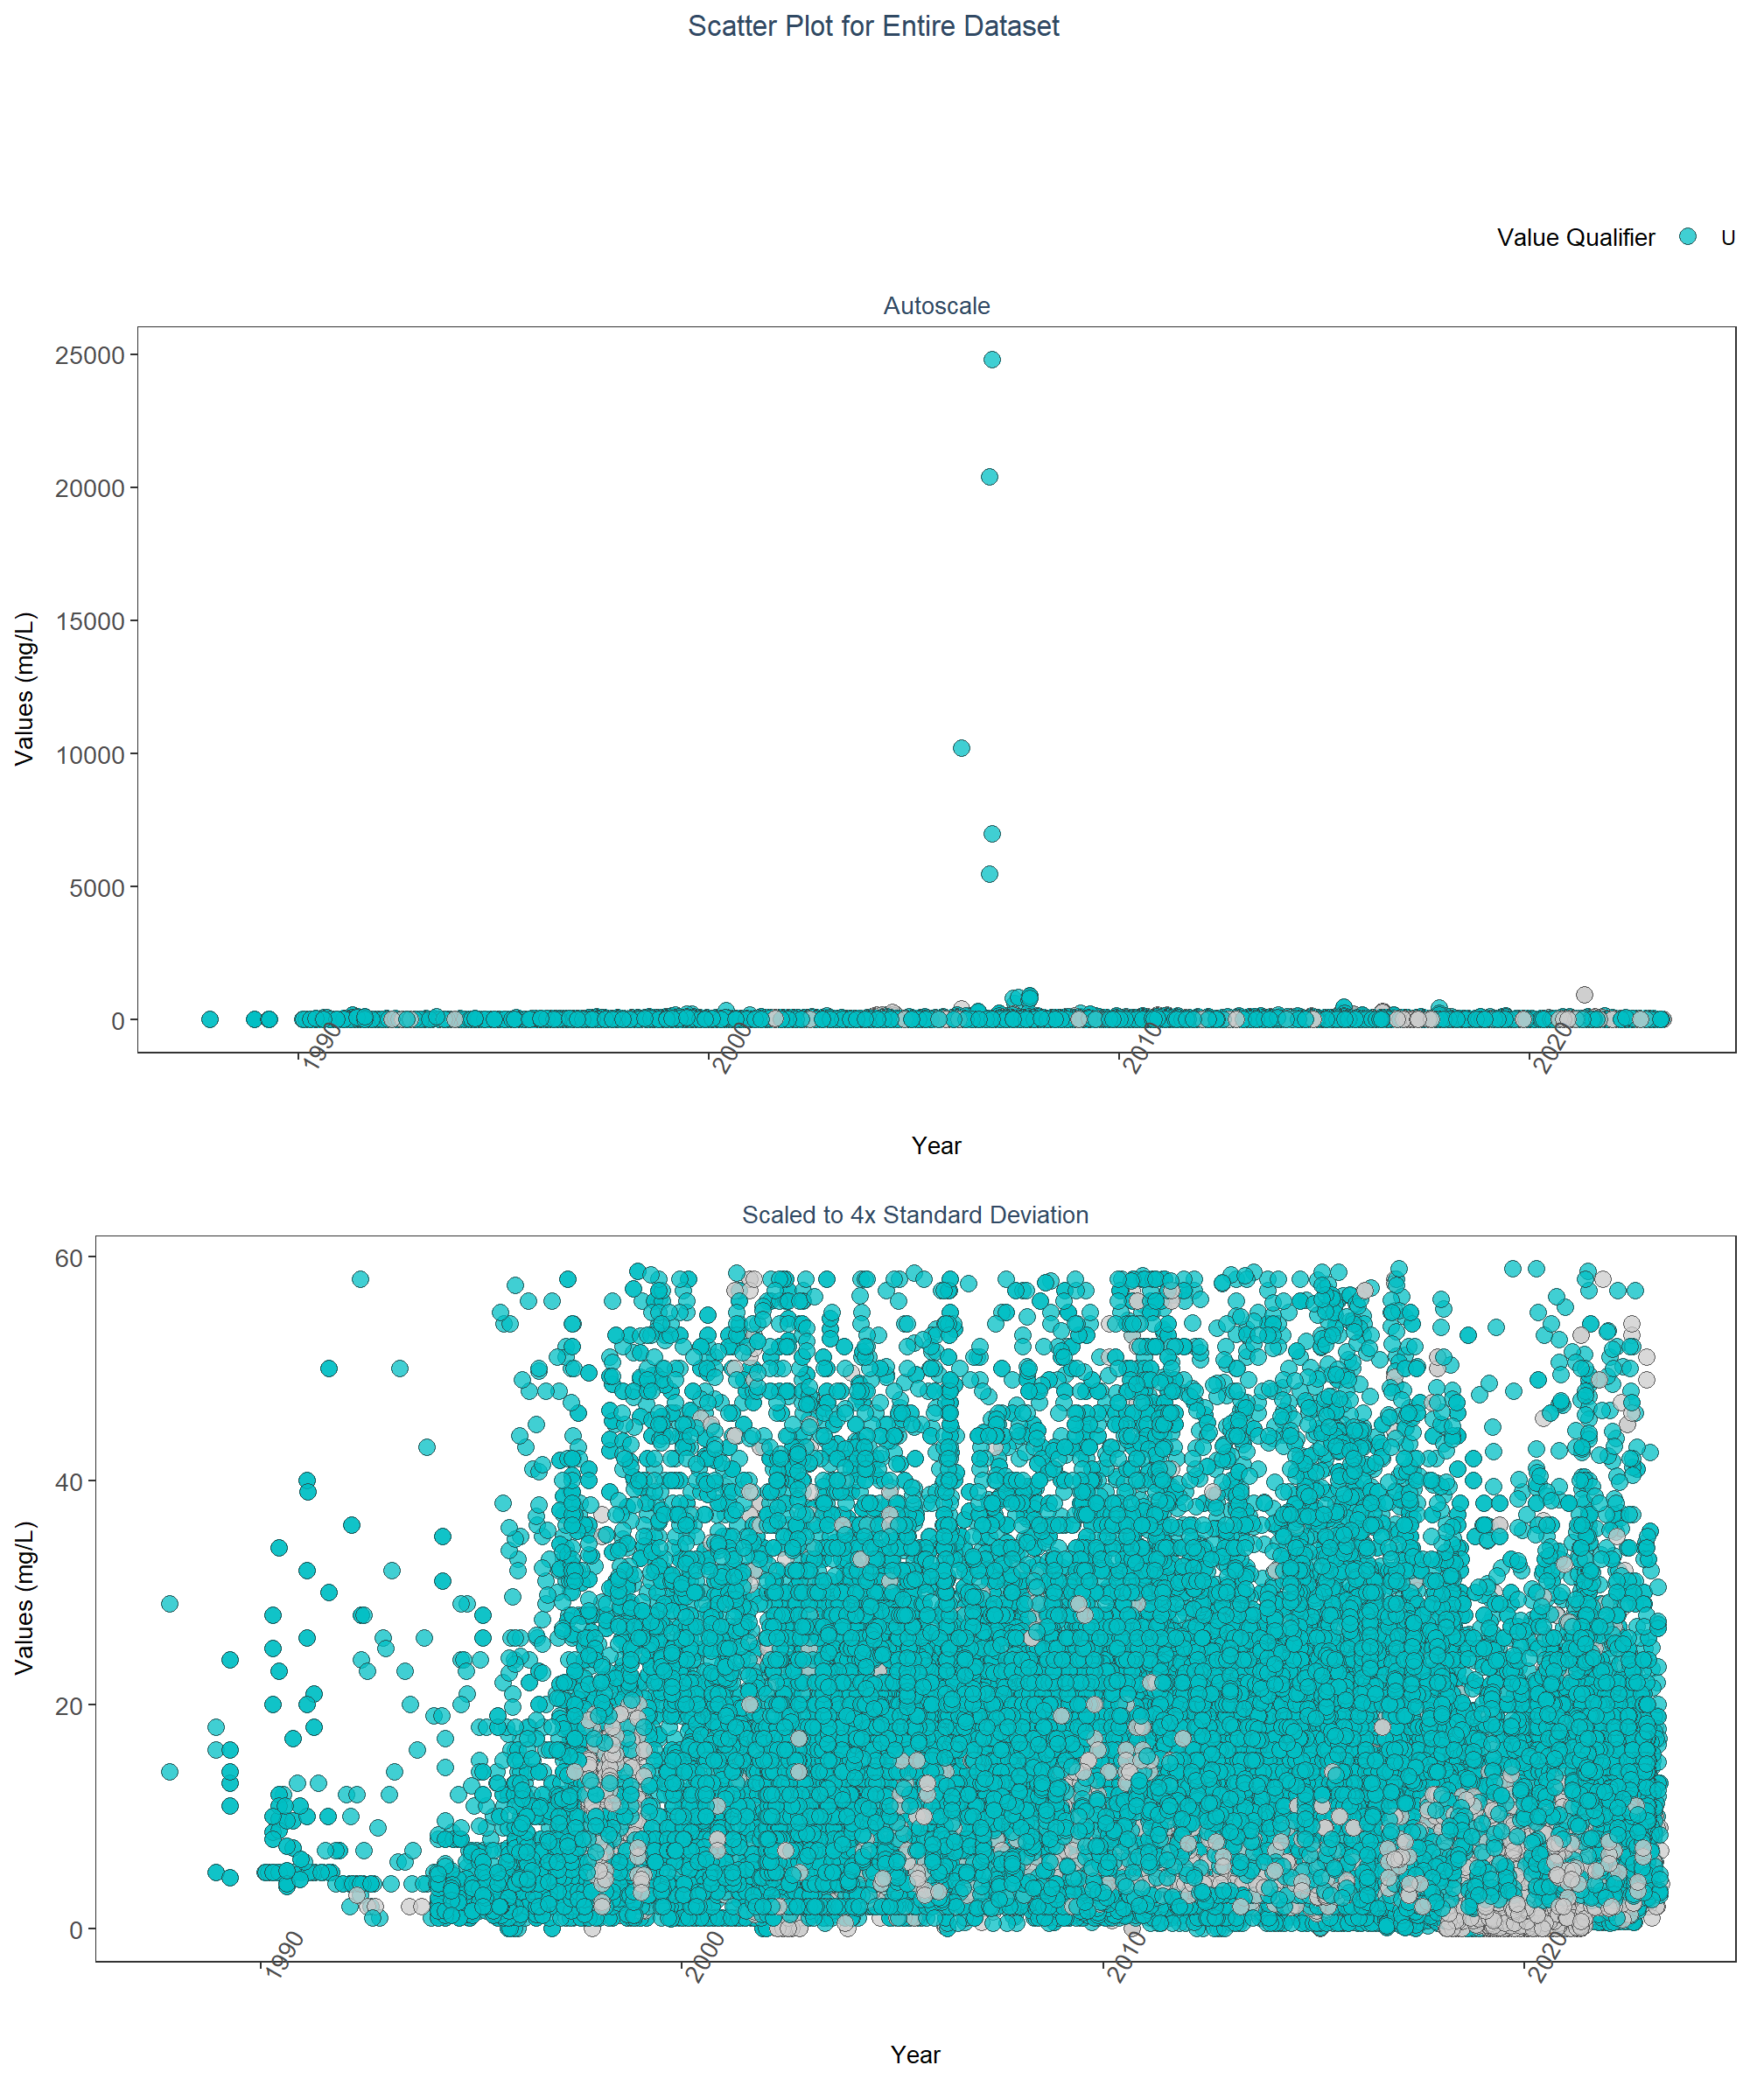 Scatter Plot for Entire Dataset
Value Qualifier U
Autoscale
25000
20000
15000
10000
5000
0
Values (mg/L)
1990 2000 2010 2020
Year
Scaled to 4x Standard Deviation
60
40
20
0
Values (mg/L)
1990 2000 2010 2020
Year